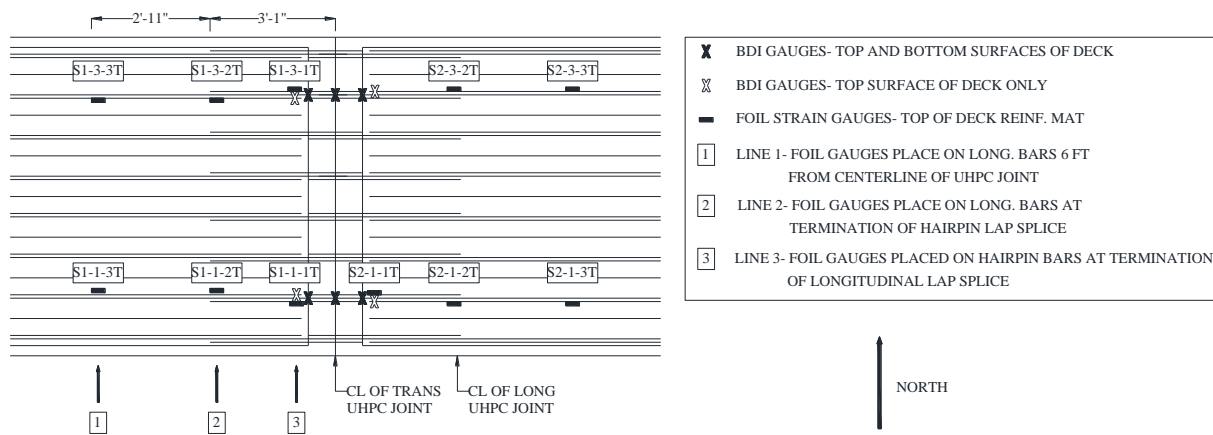 2'-11"
3'-1"
S1-3-3T
S1-3-2T
S1-3-1T
S2-3-2T
S2-3-3T
S1-1-3T
S1-1-2T
S1-1-1T
S2-1-1T
S2-1-2T
S2-1-3T
CL OF TRANS
UHPC JOINT
CL OF LONG
UHPC JOINT
1
2
3
BDI GAUGES- TOP AND BOTTOM SURFACES OF DECK
BDI GAUGES- TOP SURFACE OF DECK ONLY
FOIL STRAIN GAUGES- TOP OF DECK REINF. MAT
1 LINE 1- FOIL GAUGES PLACE ON LONG. BARS 6 FT
FROM CENTERLINE OF UHPC JOINT
2 LINE 2- FOIL GAUGES PLACE ON LONG. BARS AT
TERMINATION OF HAIRPIN LAP SPLICE
3 LINE 3- FOIL GAUGES PLACED ON HAIRPIN BARS AT TERMINATION
OF LONGITUDINAL LAP SPLICE
NORTH